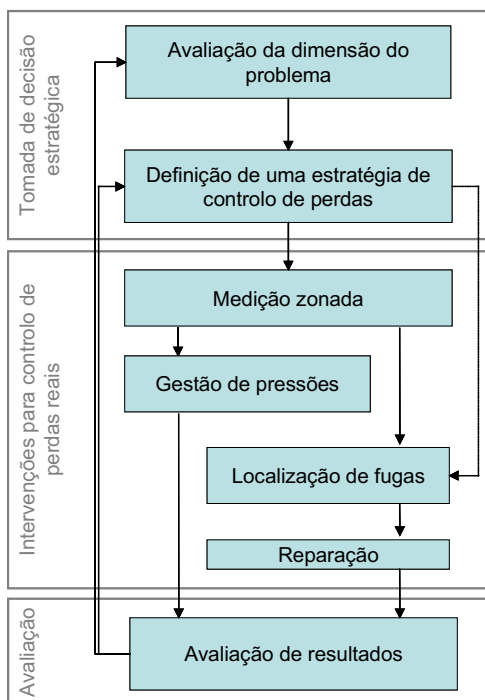 Tomada de decisão
estratégica
Avaliação da dimensão do
problema
Definição de uma estratégia de
controlo de perdas
Intervenções para controlo de
perdas reais
Medição zonada
Gestão de pressões
Localização de fugas
Reparação
Avaliação
Avaliação de resultados